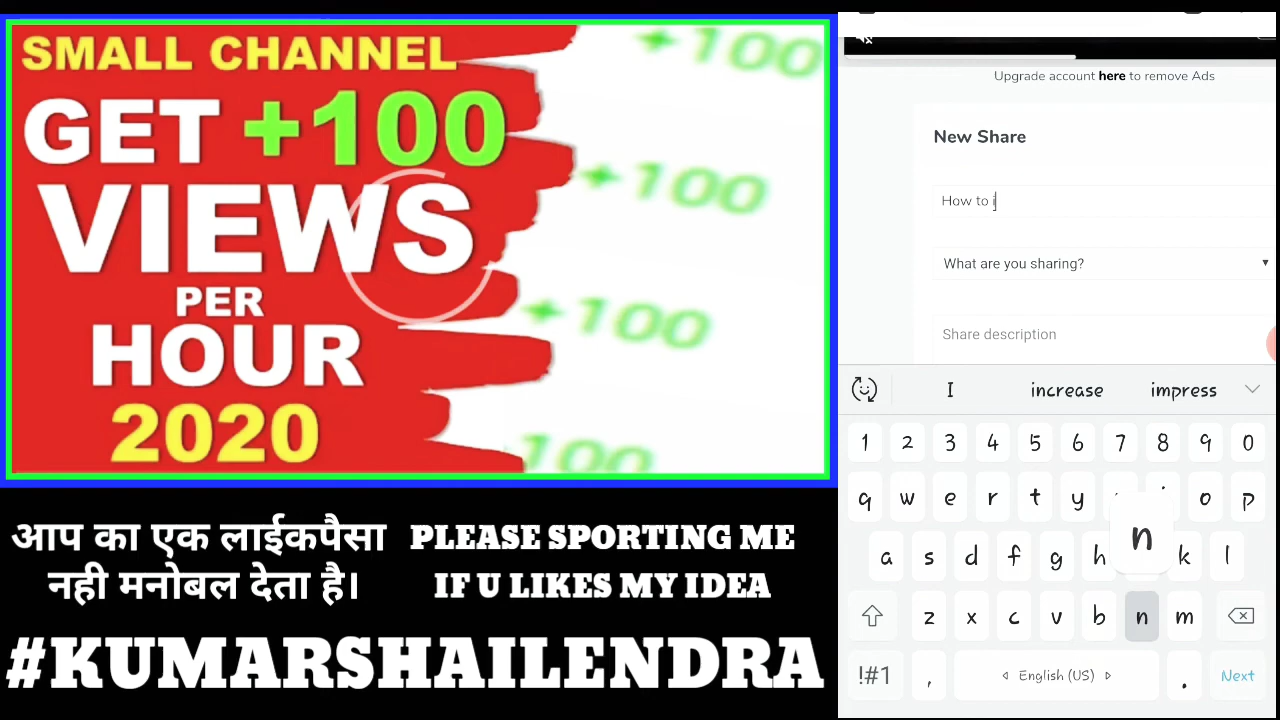 SMALL CHANNEL
GET +100
VIEWS
PER
HOUR
2020
+100
+100
+100
100
आप का एक लाईकपैसा
नही मनोबल देता है।
PLEASE SPORTING ME
IF U LIKES MY IDEA
#KUMARSHAILENDRA
Upgrade account here to remove Ads
New Share
How to i
What are you sharing?
Share description
I increase impress
1 2 3 4 5 6 7 8 9 0
q w e r t y o p
a s d f g h n k l
z x c v b n m
!#1 , English (US) . Next